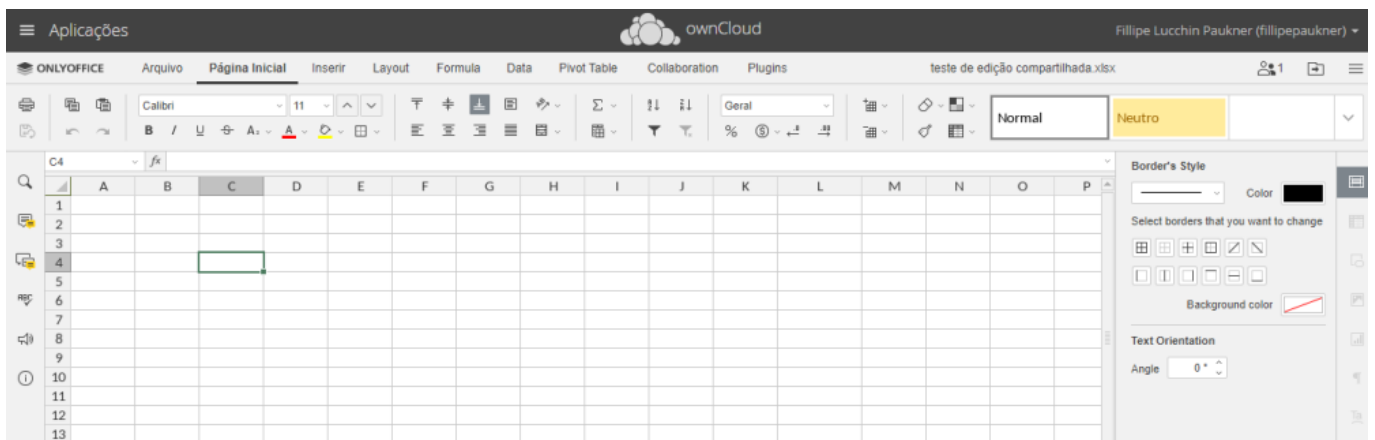 Aplicações ownCloud Fillipe Lucchin Paukner (fillipepaukner)
ONLYOFFICE Arquivo Página Inicial Inserir Layout Formula Data Pivot Table Collaboration Plugins teste de edição compartilhada.xlsx 1
Calibri 11 Geral
B I U A % Normal Neutro
C4 fx
A B C D E F G H I J K L M N O P
1
2
3
4
5
6
7
8
9
10
11
12
13
ABC
Border's Style
Color
Select borders that you want to change
Background color
Text Orientation
Angle 0 °